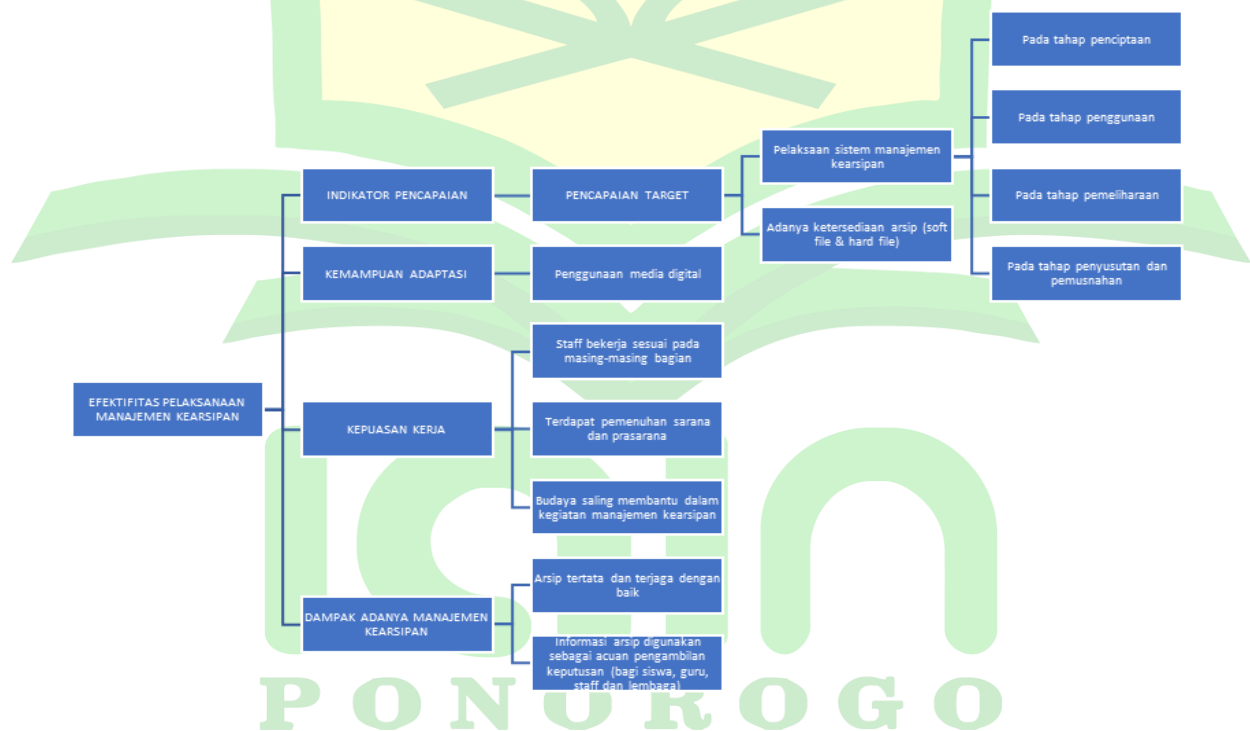 Pada tahap penciptaan
Pada tahap penggunaan
Pelaksaan sistem manajemen
kearsipan
INDIKATOR PENCAPAIAN
PENCAPAIAN TARGET
Pada tahap pemeliharaan
Adanya ketersediaan arsip (soft
file & hard file)
KEMAMPUAN ADAPTASI
Penggunaan media digital
Pada tahap penyusutan dan
pemusnahan
Staff bekerja sesuai pada
masing-masing bagian
EFEKTIFITAS PELAKSANAAN
MANAJEMEN KEARSIPAN
KEPUASAN KERJA
Terdapat pemenuhan sarana
dan prasarana
Budaya saling membantu dalam
kegiatan manajemen kearsipan
Arsip tertata dan terjaga dengan
baik
DAMPAK ADANYA MANAJEMEN
KEARSIPAN
Informasi arsip digunakan
sebagai acuan pengambilan
keputusan (bagi siswa, guru,
staff dan lembaga)
iain
PONOROGO